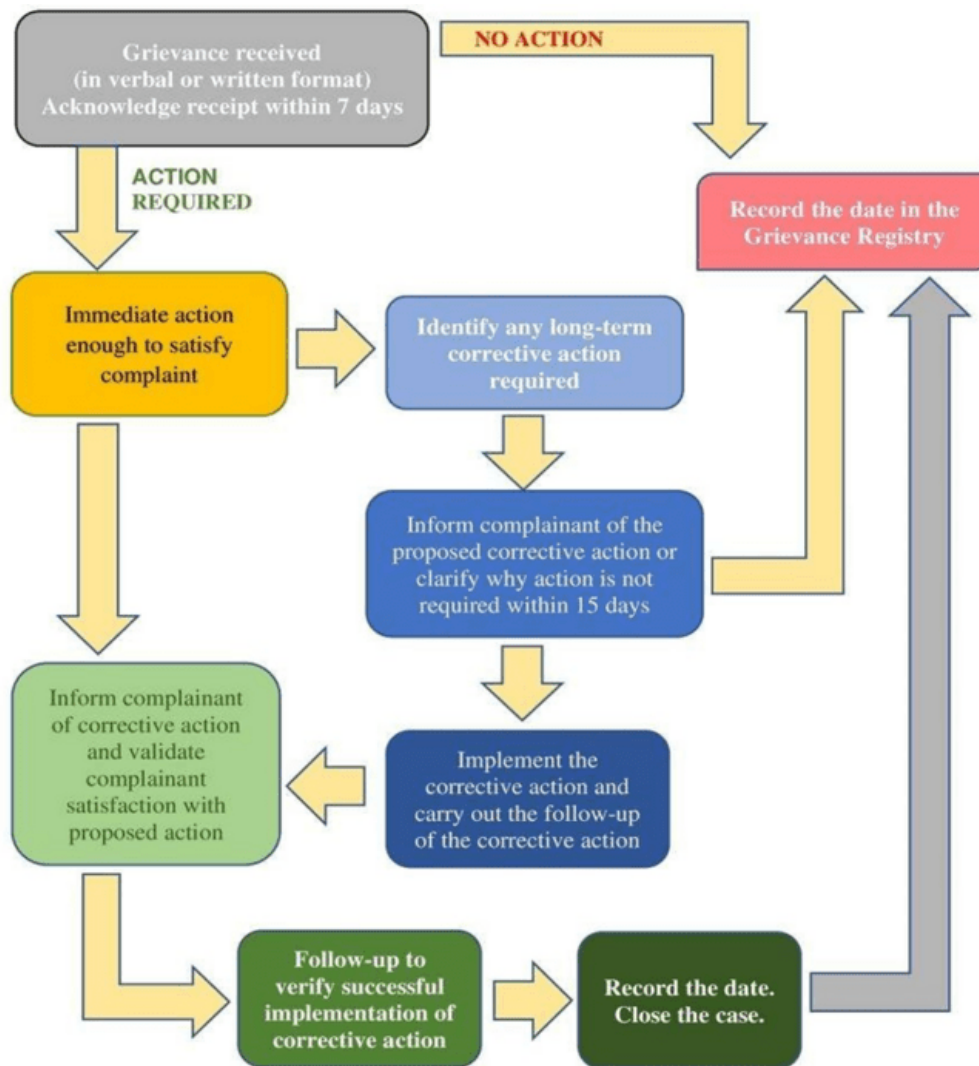 Grievance received
(in verbal or written format)
Acknowledge receipt within 7 days
NO ACTION
ACTION
REQUIRED
Record the date in the
Grievance Registry
Immediate action
enough to satisfy
complaint
Identify any long-term
corrective action
required
Inform complainant of the
proposed corrective action or
clarify why action is not
required within 15 days
Inform complainant
of corrective action
and validate
complainant
satisfaction with
proposed action
Implement the
corrective action and
carry out the follow-up
of the corrective action
Follow-up to
verify successful
implementation of
corrective action
Record the date.
Close the case.